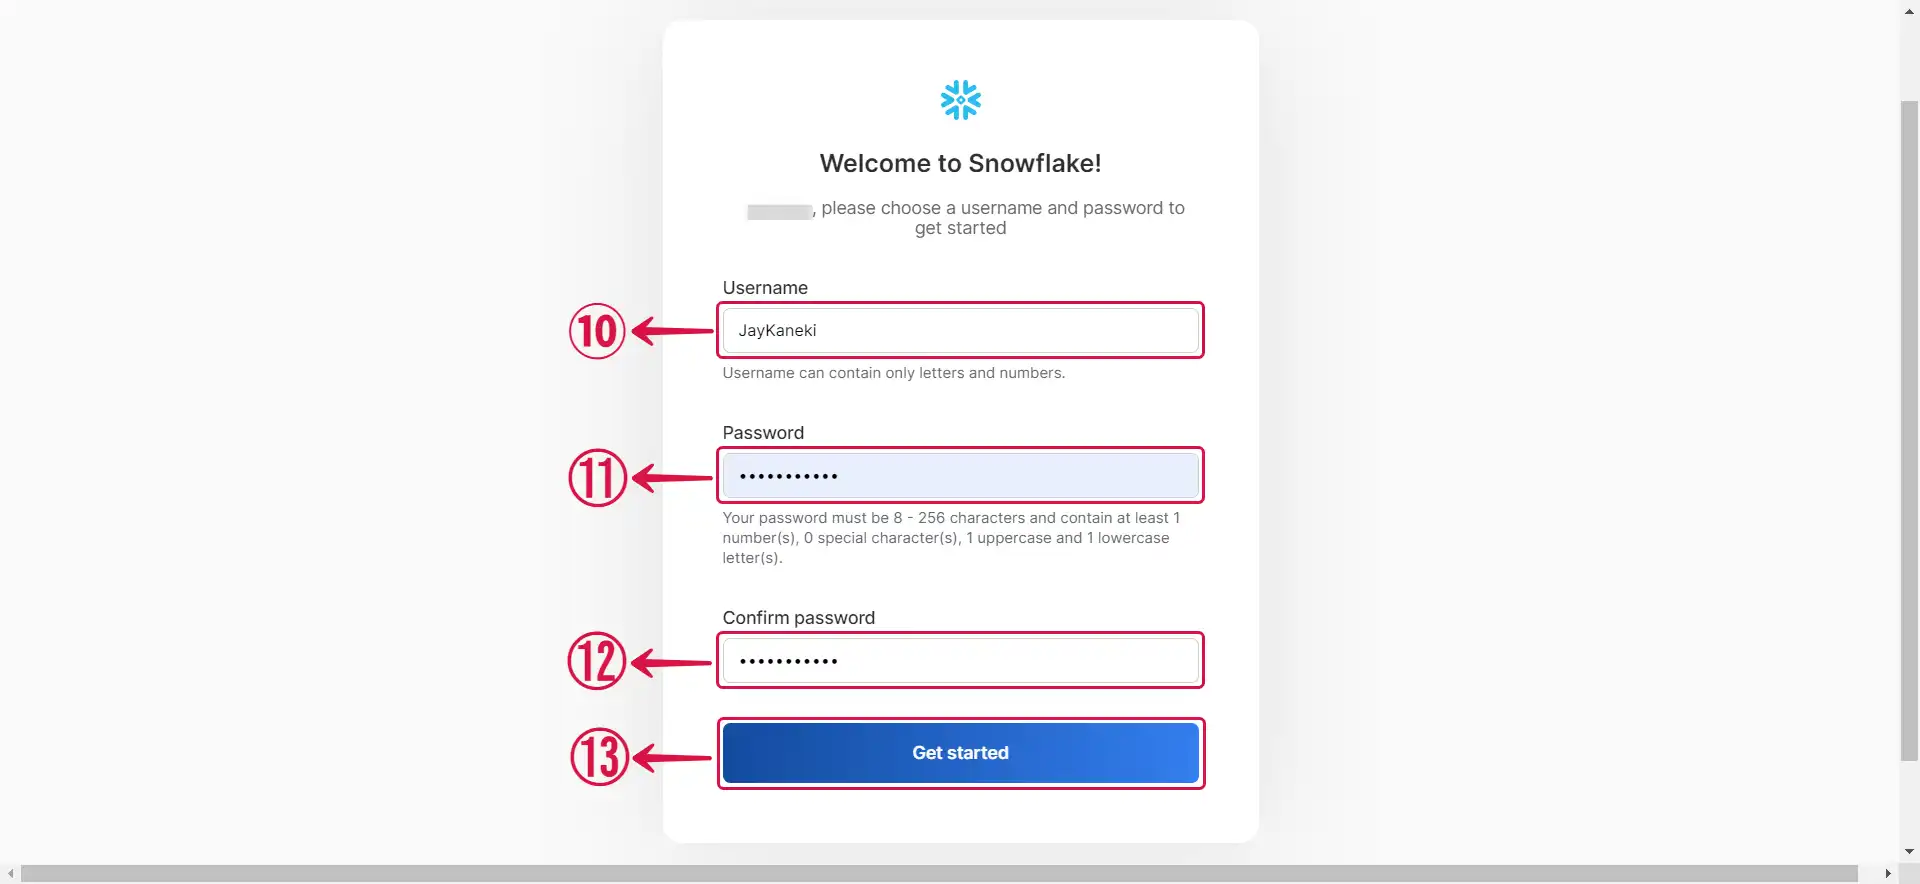 Welcome to Snowflake!
, please choose a username and password to
get started
Username
10
JayKaneki
Username can contain only letters and numbers.
Password
11
•••••••••••
Your password must be 8 - 256 characters and contain at least 1
number(s), 0 special character(s), 1 uppercase and 1 lowercase
letter(s).
Confirm password
12
•••••••••••
13
Get started